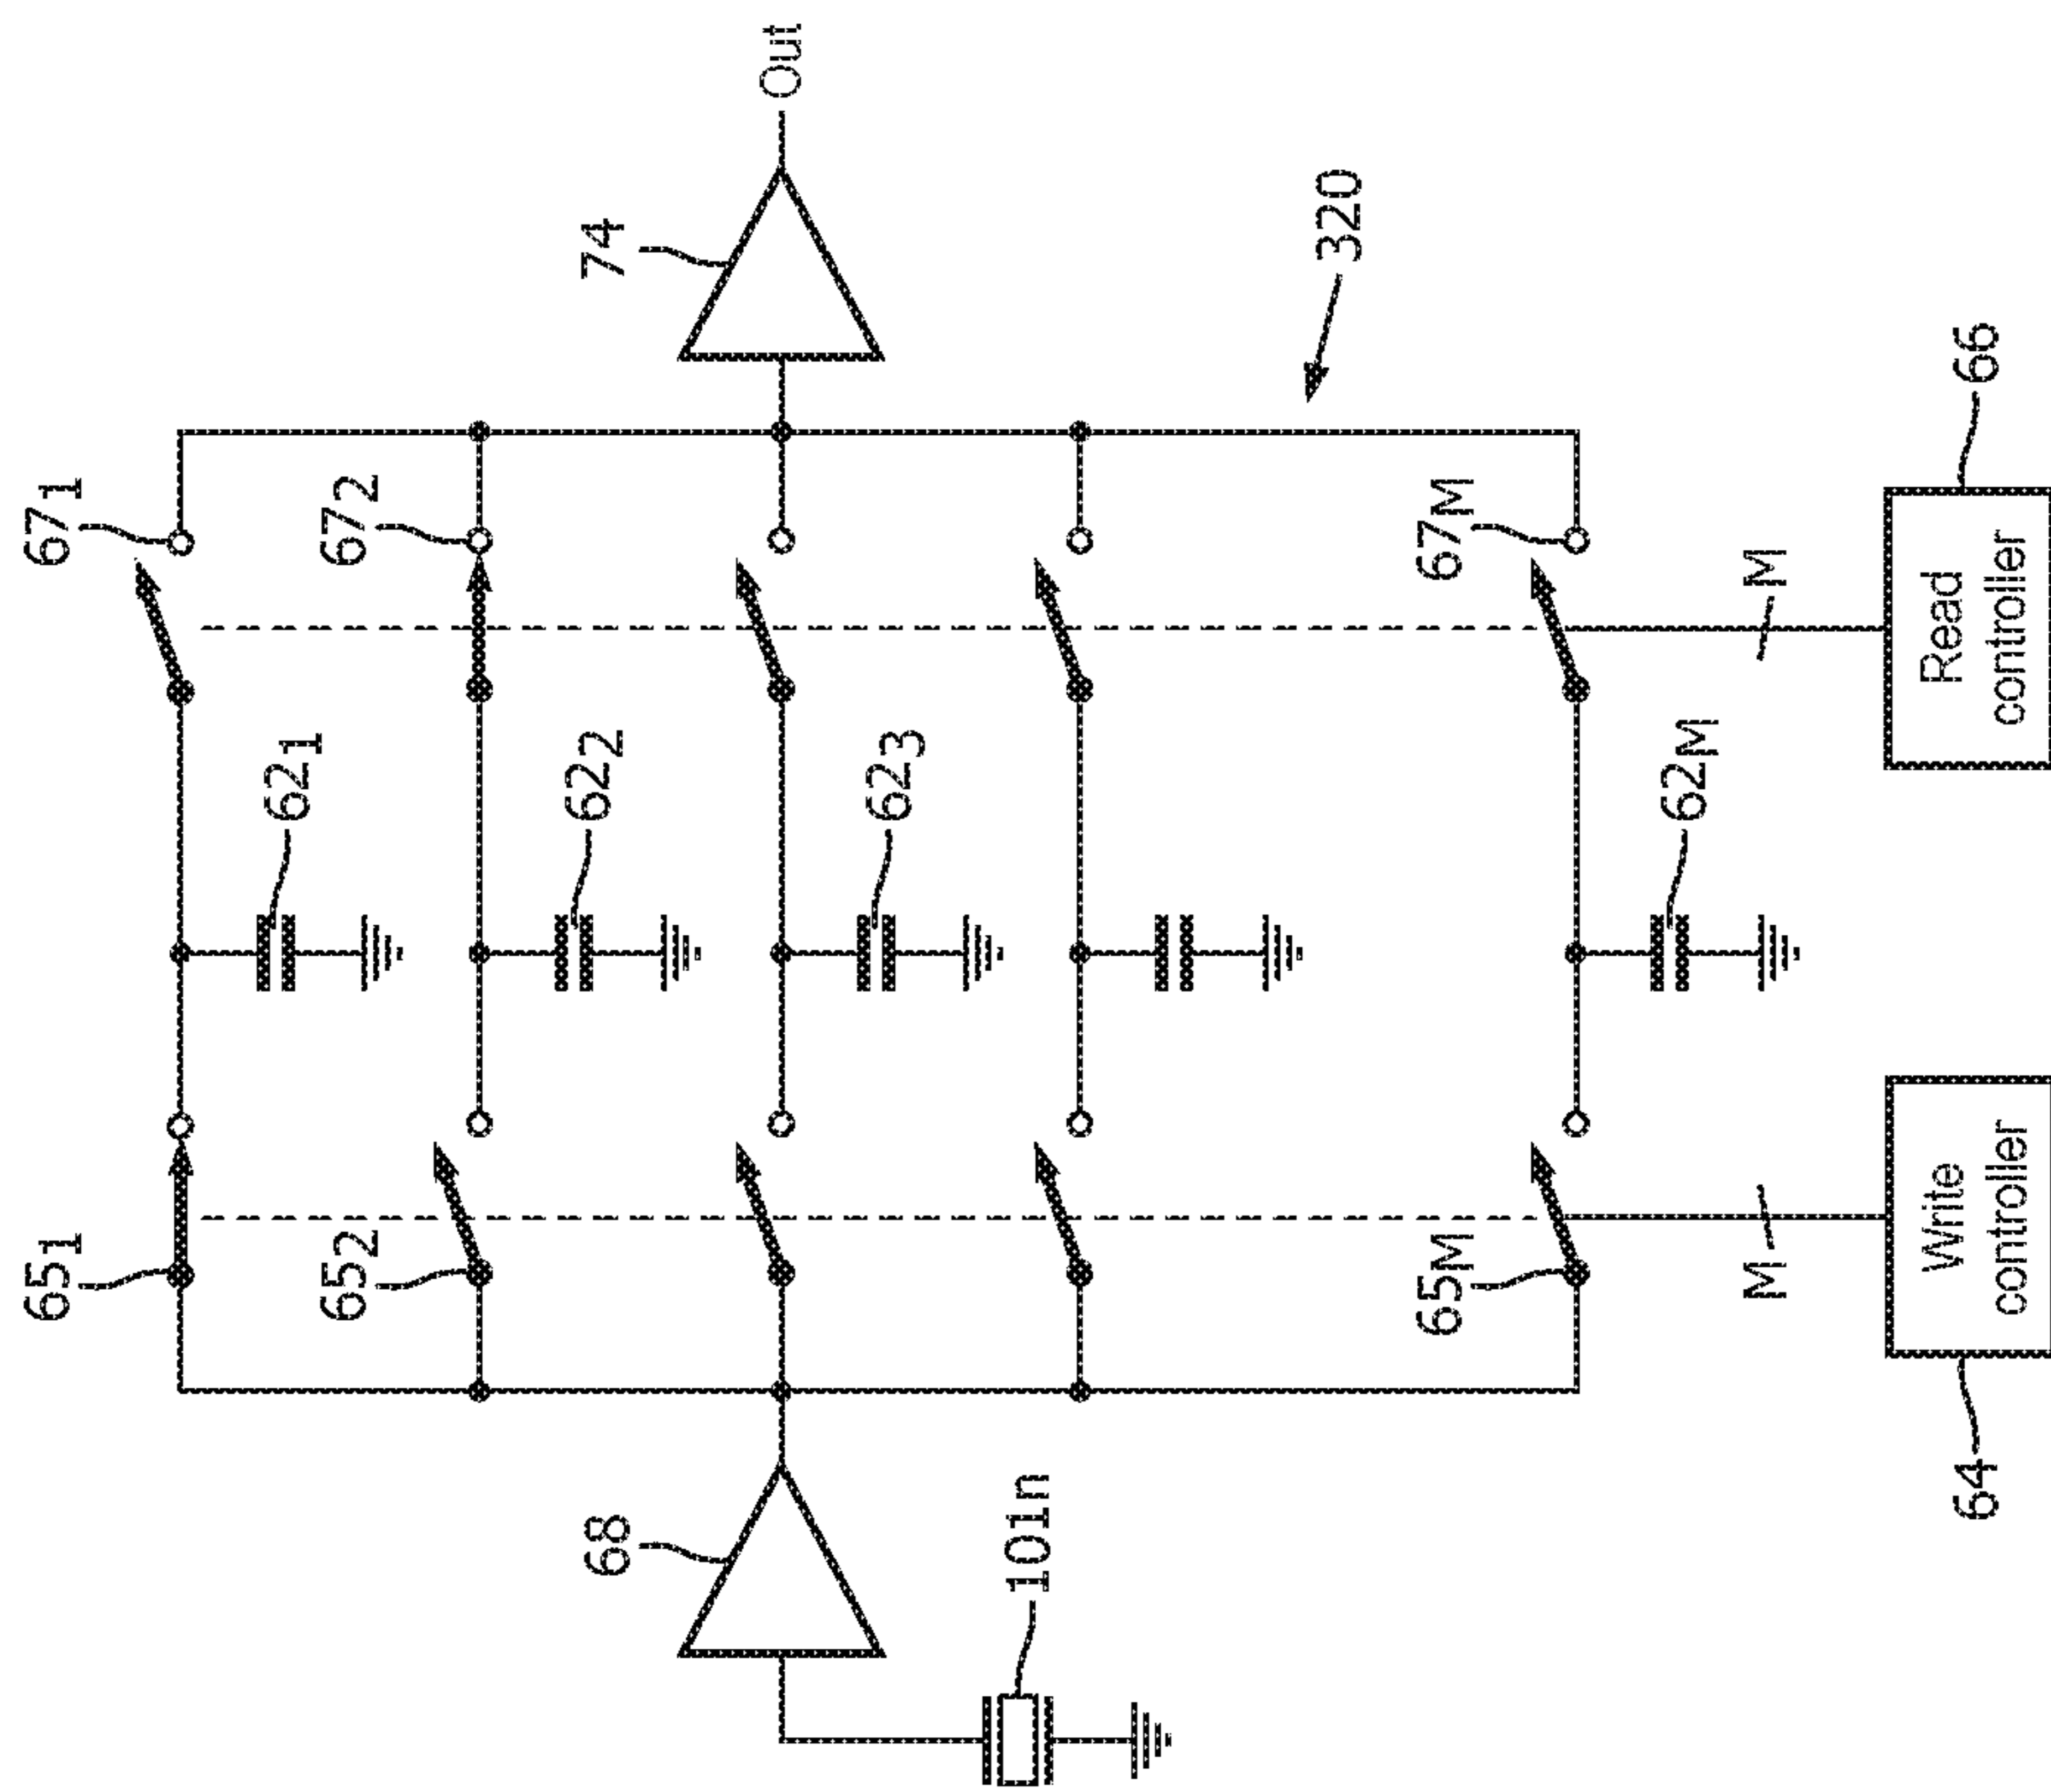 65₁
67₁
62₁
65₂
67₂
62₂
68
74
Out
62₃
101n
320
65M
67M
62M
M
M
64
Write
controller
Read
controller
66